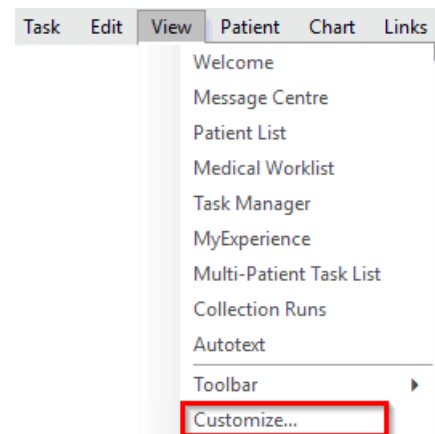 Task Edit View Patient Chart Links
Welcome
Message Centre
Patient List
Medical Worklist
Task Manager
MyExperience
Multi-Patient Task List
Collection Runs
Autotext
Toolbar
Customize...